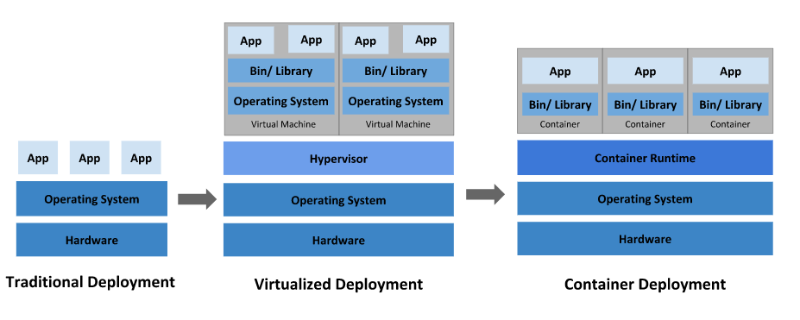 App
App
App
Operating System
Hardware
Traditional Deployment
App
App
App
App
Bin/ Library
Bin/ Library
Operating System
Operating System
Virtual Machine
Virtual Machine
Hypervisor
Operating System
Hardware
Virtualized Deployment
App
App
App
Bin/ Library
Bin/ Library
Bin/ Library
Container
Container
Container
Container Runtime
Operating System
Hardware
Container Deployment